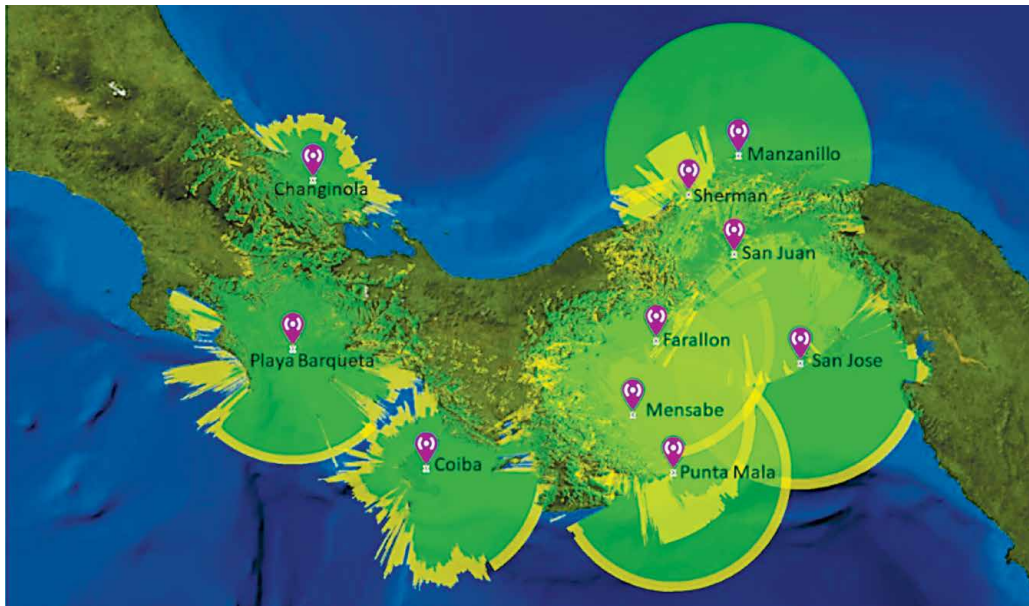 Manzanillo
Changinola
Sherman
San Juan
Farallon
Playa Barqueta
San Jose
Mensabe
Coiba
Punta Mala